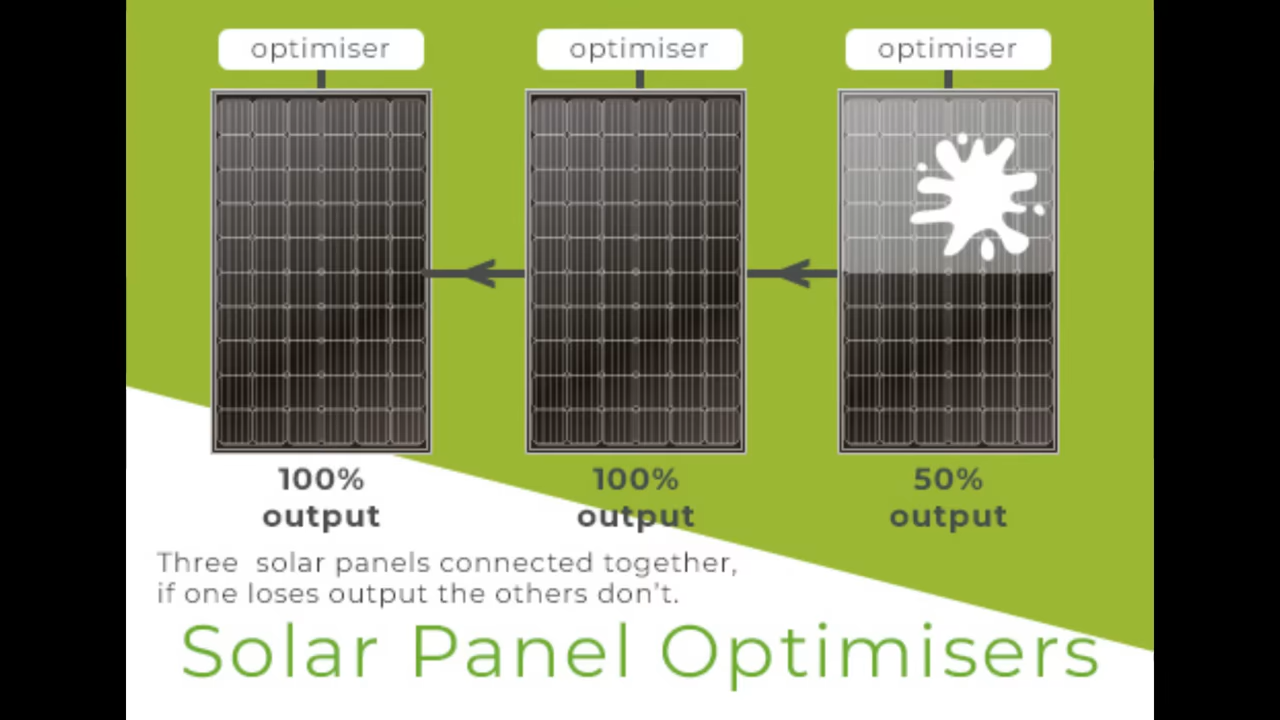 optimiser
optimiser
optimiser
100%
output
100%
output
50%
output
Three solar panels connected together,
if one loses output the others don't.
Solar Panel Optimisers